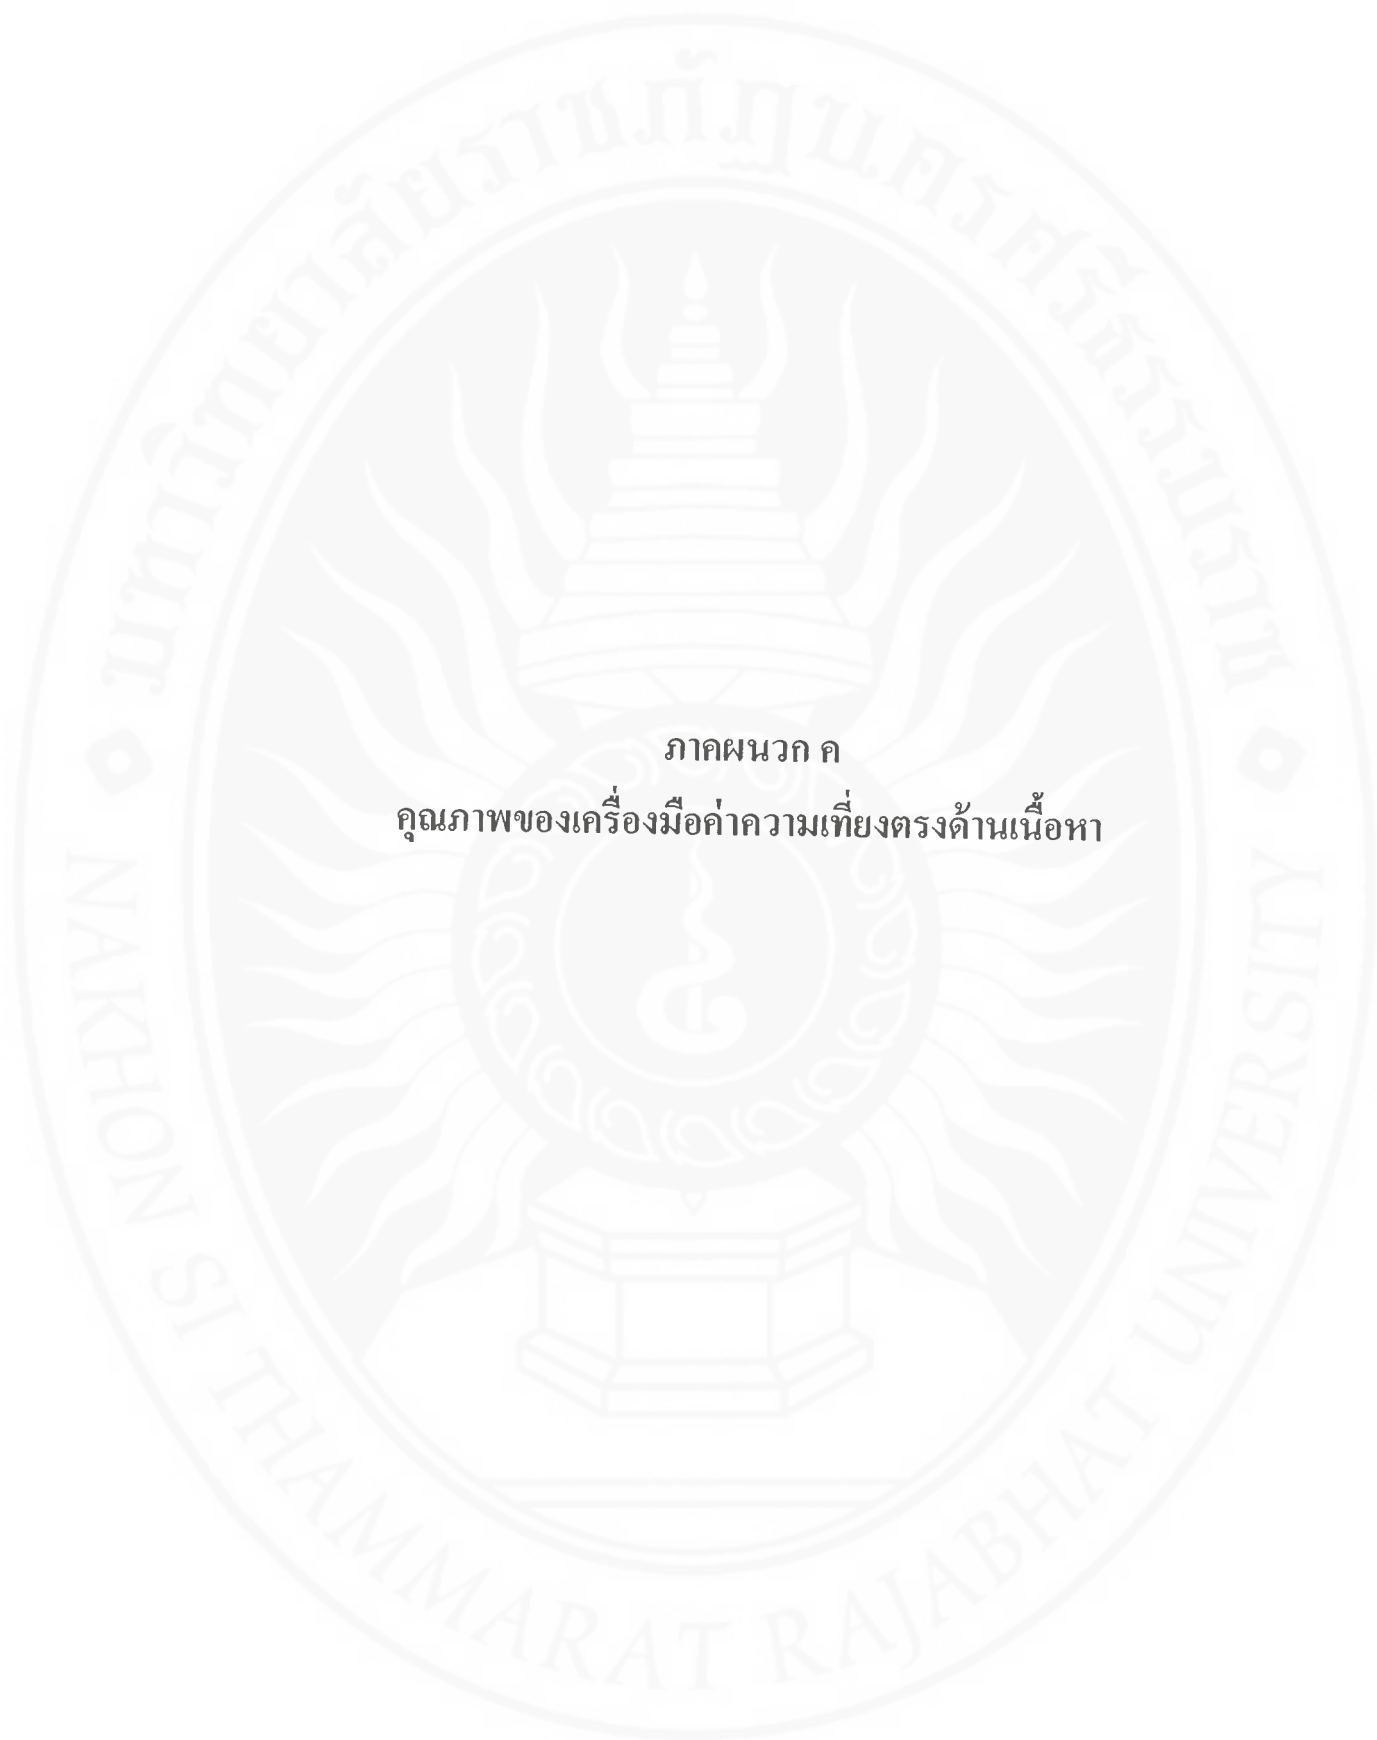 มหาวิทยาลัยราชภัฏนครศรีธรรมราช
ภาคผนวก ค
คุณภาพของเครื่องมือค่าความเที่ยงตรงด้านเนื้อหา
NAKHON SI THAMMARAT RAJABHAT UNIVERSITY